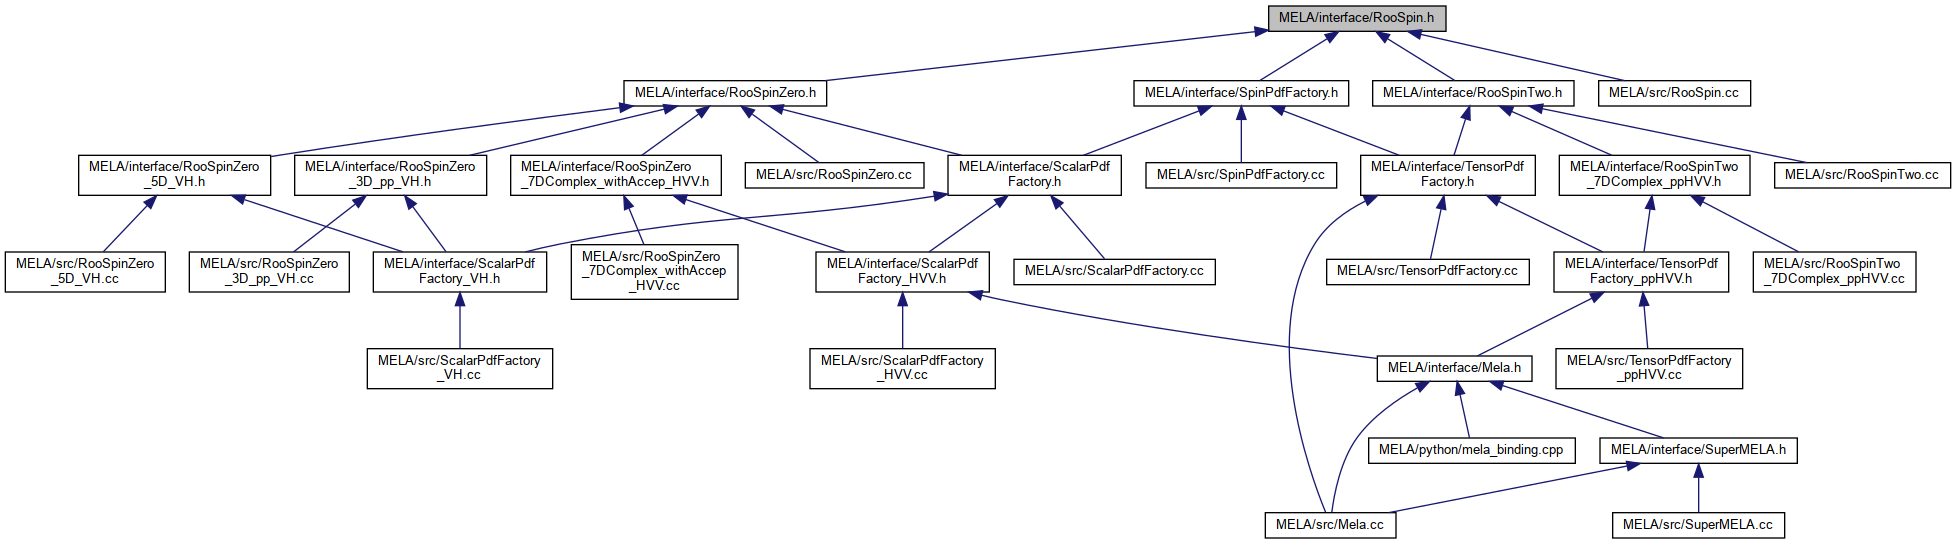 MELA/interface/RooSpin.h
MELA/interface/RooSpinZero.h
MELA/interface/SpinPdfFactory.h
MELA/interface/RooSpinTwo.h
MELA/src/RooSpin.cc
MELA/interface/RooSpinZero
_5D_VH.h
MELA/interface/RooSpinZero
_3D_pp_VH.h
MELA/interface/RooSpinZero
_7DComplex_withAccep_HVV.h
MELA/src/RooSpinZero.cc
MELA/interface/ScalarPdf
Factory.h
MELA/src/SpinPdfFactory.cc
MELA/interface/TensorPdf
Factory.h
MELA/interface/RooSpinTwo
_7DComplex_ppHVV.h
MELA/src/RooSpinTwo.cc
MELA/src/RooSpinZero
_5D_VH.cc
MELA/src/RooSpinZero
_3D_pp_VH.cc
MELA/interface/ScalarPdf
Factory_VH.h
MELA/src/RooSpinZero
_7DComplex_withAccep
_HVV.cc
MELA/interface/ScalarPdf
Factory_HVV.h
MELA/src/ScalarPdfFactory.cc
MELA/src/TensorPdfFactory.cc
MELA/interface/TensorPdf
Factory_ppHVV.h
MELA/src/RooSpinTwo
_7DComplex_ppHVV.cc
MELA/src/ScalarPdfFactory
_VH.cc
MELA/src/ScalarPdfFactory
_HVV.cc
MELA/interface/Mela.h
MELA/src/TensorPdfFactory
_ppHVV.cc
MELA/python/mela_binding.cpp
MELA/interface/SuperMELA.h
MELA/src/Mela.cc
MELA/src/SuperMELA.cc